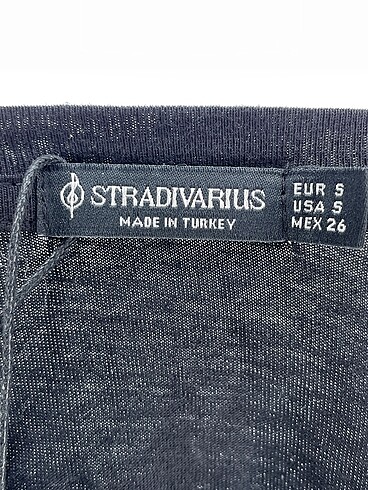 STRADIVARIUS
MADE IN TURKEY
EUR S
USA S
MEX 26